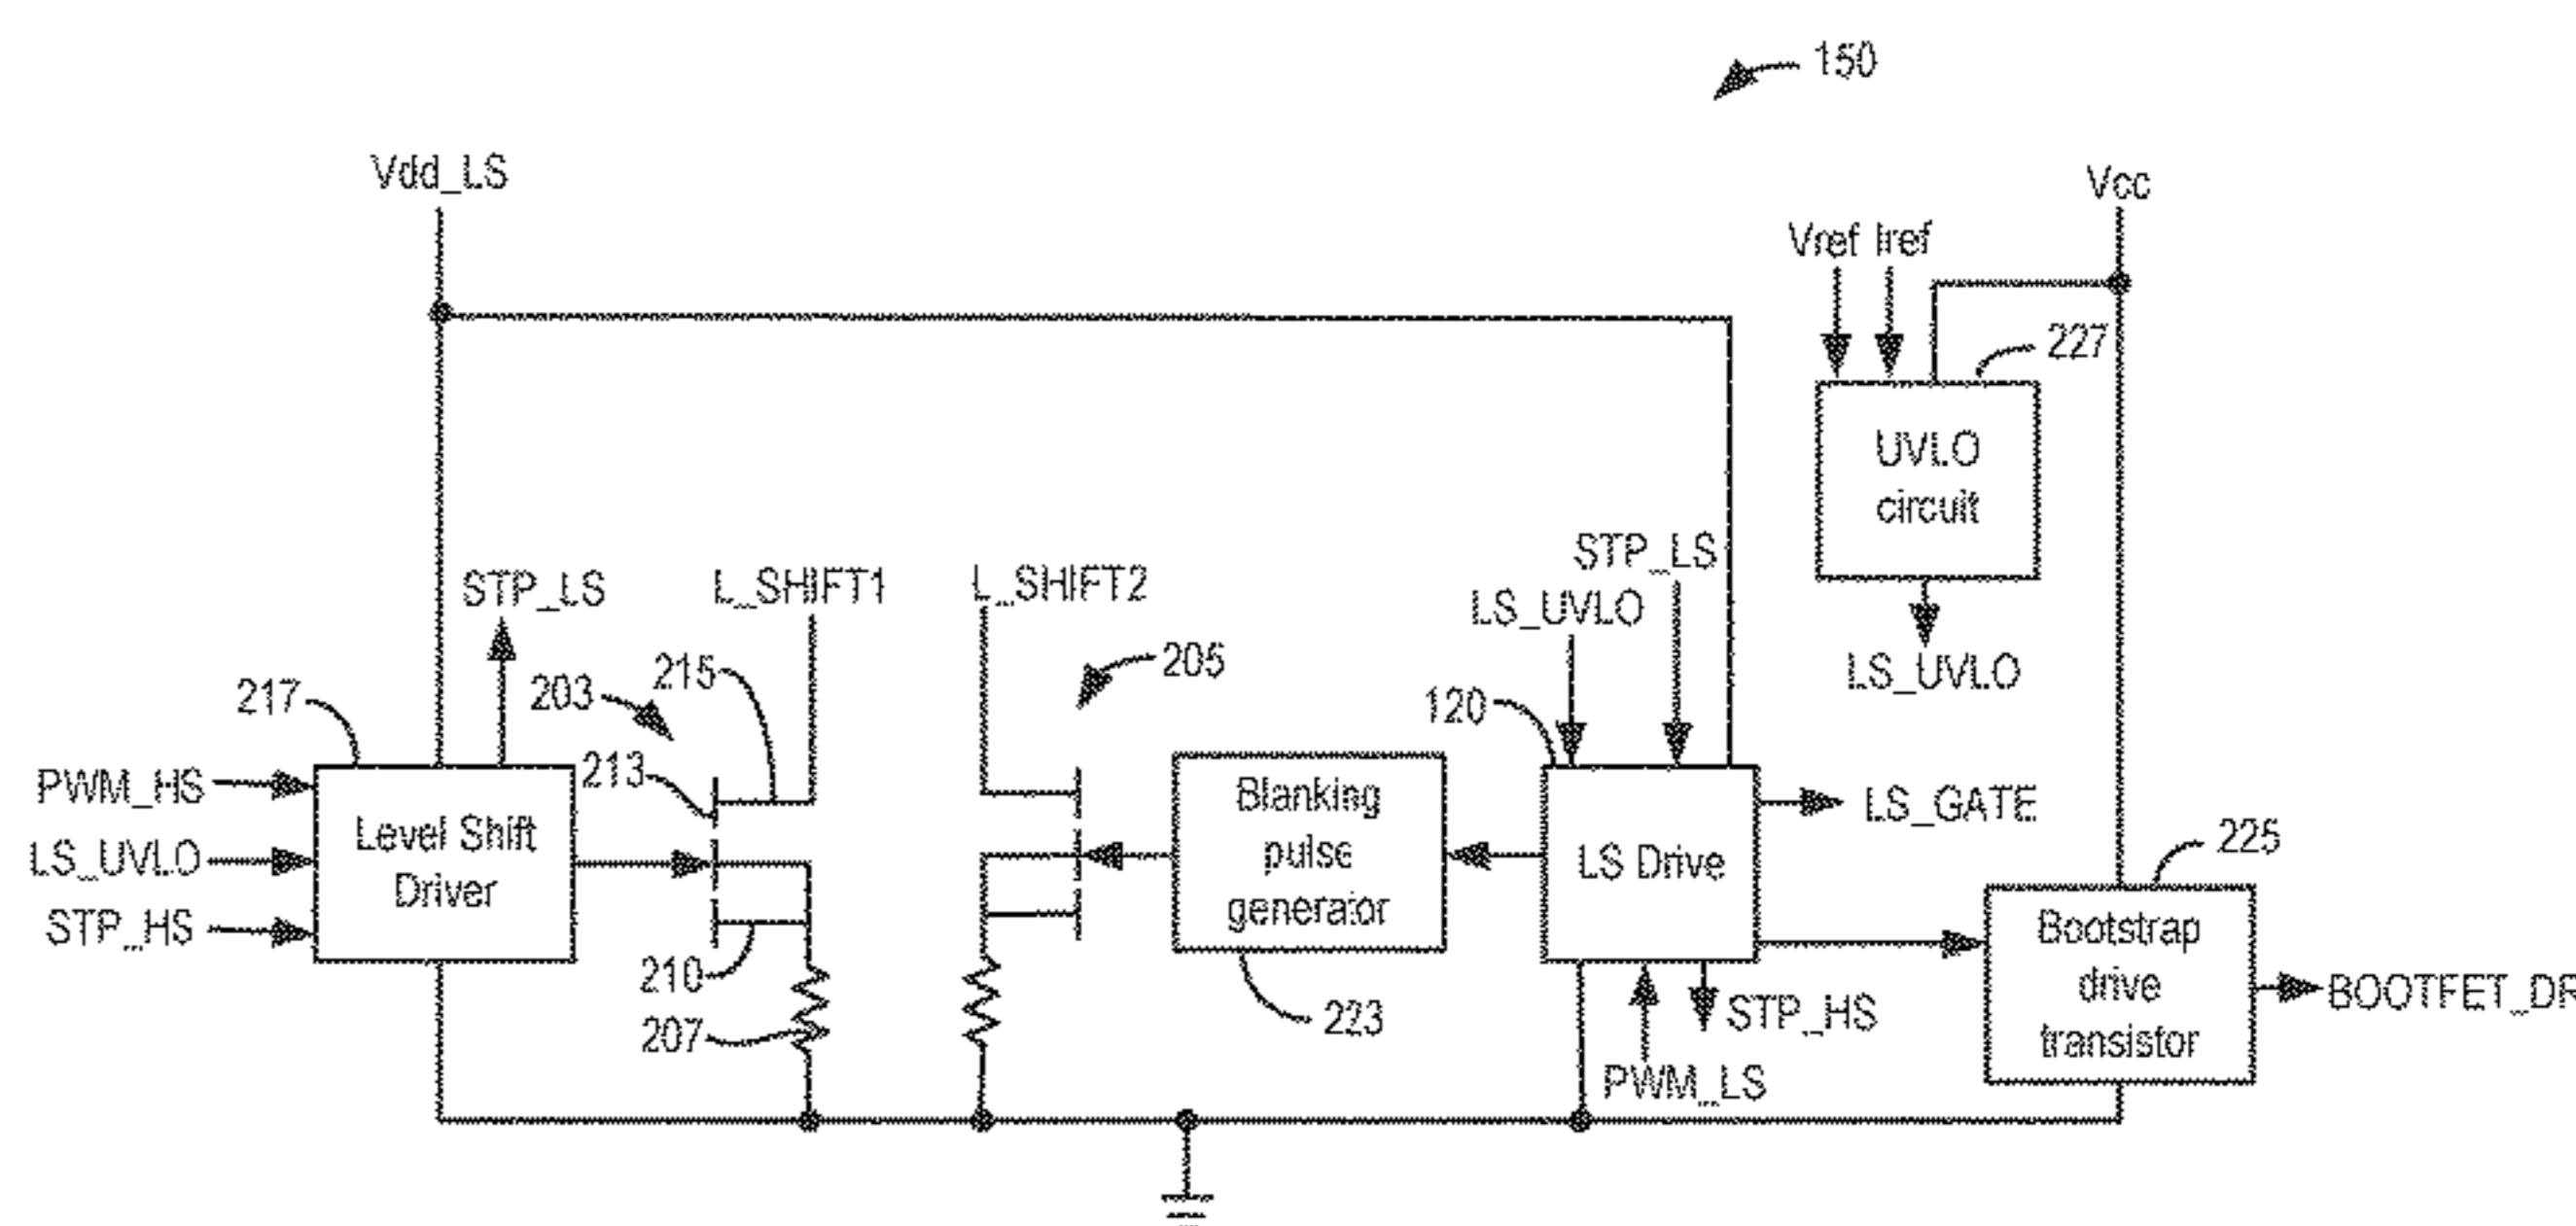 150
Vdd_LS
Vcc
Vref Iref
227
UVLO
circuit
LS_UVLO
STP_LS
L_SHIFT1
L_SHIFT2
STP_LS
LS_UVLO
217
203
215
205
120
213
PWM_HS
LS_UVLO
STP_HS
Level Shift
Driver
Blanking
pulse
generator
LS Drive
LS_GATE
225
Bootstrap
drive
transistor
BOOTFET_DR
210
207
223
STP_HS
PWM_LS